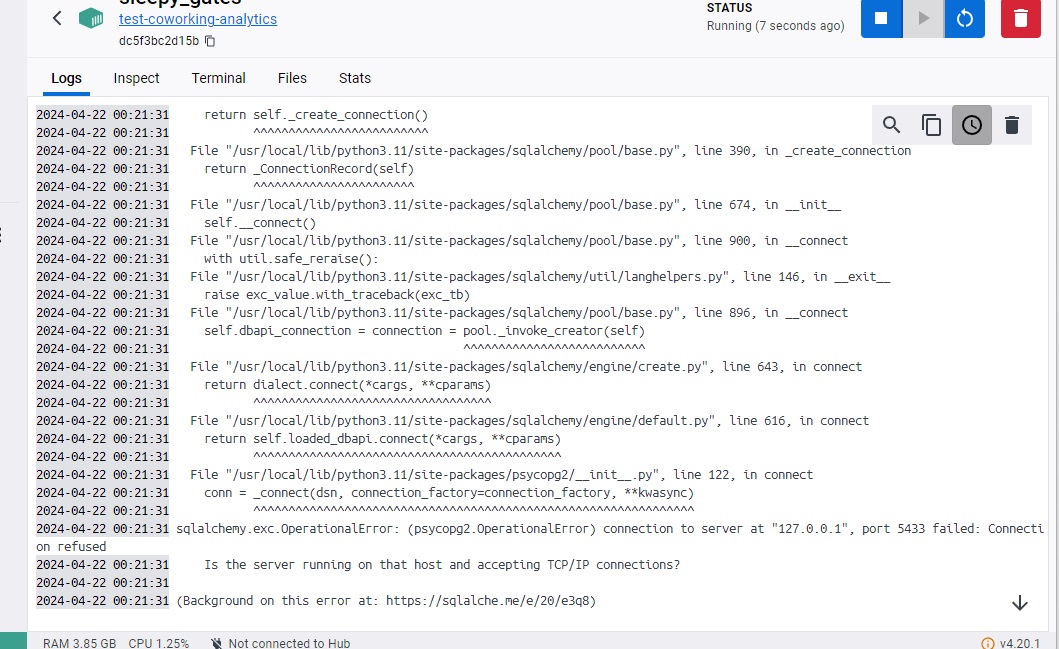 sleepy_gates
test-coworking-analytics
dc5f3bc2d15b
STATUS
Running (7 seconds ago)
Logs Inspect Terminal Files Stats
2024-04-22 00:21:31     return self._create_connection()
2024-04-22 00:21:31            ^^^^^^^^^^^^^^^^^^^^^^^^^
2024-04-22 00:21:31   File "/usr/local/lib/python3.11/site-packages/sqlalchemy/pool/base.py", line 390, in _create_connection
2024-04-22 00:21:31     return _ConnectionRecord(self)
2024-04-22 00:21:31            ^^^^^^^^^^^^^^^^^^^^^^^
2024-04-22 00:21:31   File "/usr/local/lib/python3.11/site-packages/sqlalchemy/pool/base.py", line 674, in __init__
2024-04-22 00:21:31     self.__connect()
2024-04-22 00:21:31   File "/usr/local/lib/python3.11/site-packages/sqlalchemy/pool/base.py", line 900, in __connect
2024-04-22 00:21:31     with util.safe_reraise():
2024-04-22 00:21:31   File "/usr/local/lib/python3.11/site-packages/sqlalchemy/util/langhelpers.py", line 146, in __exit__
2024-04-22 00:21:31     raise exc_value.with_traceback(exc_tb)
2024-04-22 00:21:31   File "/usr/local/lib/python3.11/site-packages/sqlalchemy/pool/base.py", line 896, in __connect
2024-04-22 00:21:31     self.dbapi_connection = connection = pool._invoke_creator(self)
2024-04-22 00:21:31                                          ^^^^^^^^^^^^^^^^^^^^^^^^^^
2024-04-22 00:21:31   File "/usr/local/lib/python3.11/site-packages/sqlalchemy/engine/create.py", line 643, in connect
2024-04-22 00:21:31     return dialect.connect(*cargs, **cparams)
2024-04-22 00:21:31            ^^^^^^^^^^^^^^^^^^^^^^^^^^^^^^^^^^
2024-04-22 00:21:31   File "/usr/local/lib/python3.11/site-packages/sqlalchemy/engine/default.py", line 616, in connect
2024-04-22 00:21:31     return self.loaded_dbapi.connect(*cargs, **cparams)
2024-04-22 00:21:31            ^^^^^^^^^^^^^^^^^^^^^^^^^^^^^^^^^^^^^^^^^^^^
2024-04-22 00:21:31   File "/usr/local/lib/python3.11/site-packages/psycopg2/__init__.py", line 122, in connect
2024-04-22 00:21:31     conn = _connect(dsn, connection_factory=connection_factory, **kwasync)
2024-04-22 00:21:31            ^^^^^^^^^^^^^^^^^^^^^^^^^^^^^^^^^^^^^^^^^^^^^^^^^^^^^^^^^^^^^^^
2024-04-22 00:21:31 sqlalchemy.exc.OperationalError: (psycopg2.OperationalError) connection to server at "127.0.0.1", port 5433 failed: Connecti
on refused
2024-04-22 00:21:31     Is the server running on that host and accepting TCP/IP connections?
2024-04-22 00:21:31
2024-04-22 00:21:31 (Background on this error at: https://sqlalche.me/e/20/e3q8)
RAM 3.85 GB CPU 1.25% Not connected to Hub v4.20.1